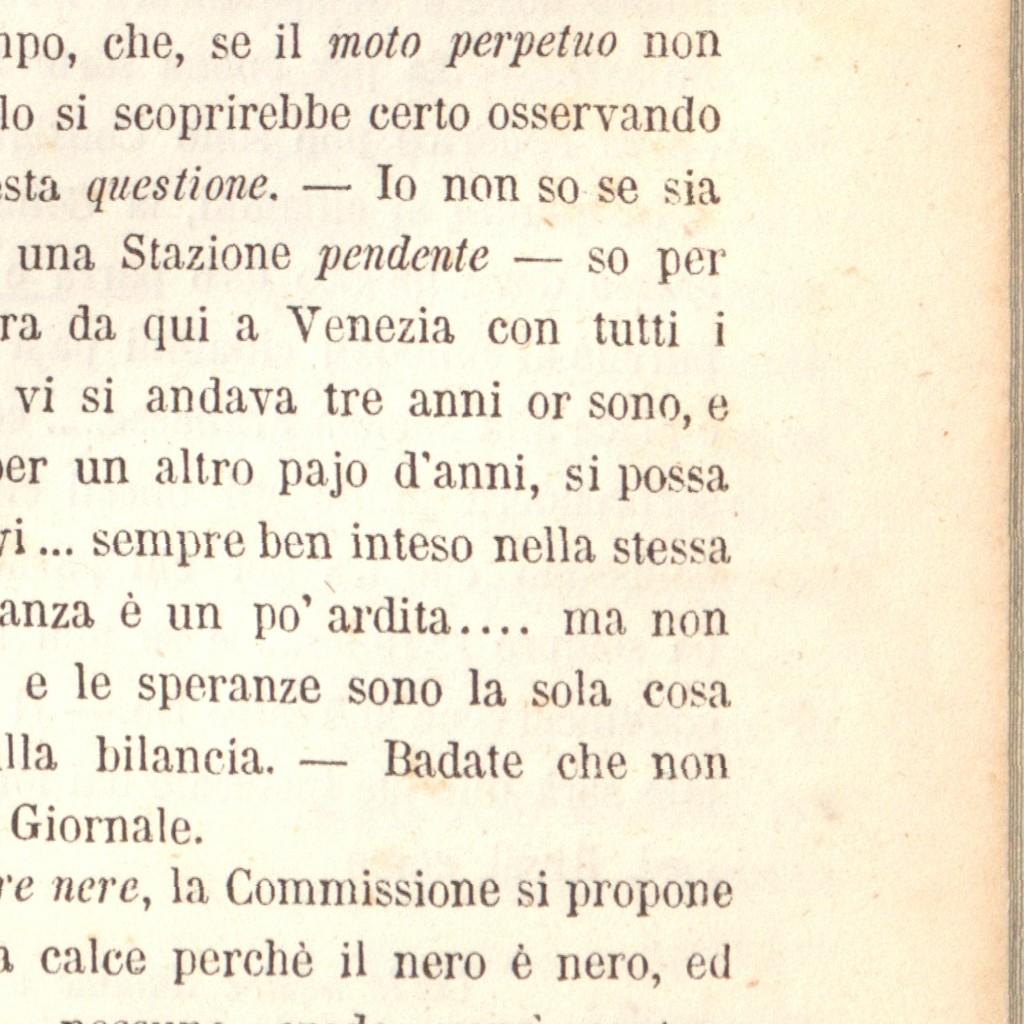 mpo, che, se il moto perpetuo non
lo si scoprirebbe certo osservando
esta questione. — Io non so se sia
una Stazione pendente — so per
ra da qui a Venezia con tutti i
vi si andava tre anni or sono, e
per un altro pajo d'anni, si possa
vi ... sempre ben inteso nella stessa
anza è un po' ardita.... ma non
e le speranze sono la sola cosa
lla bilancia. — Badate che non
Giornale.
re nere, la Commissione si propone
a calce perchè il nero è nero, ed